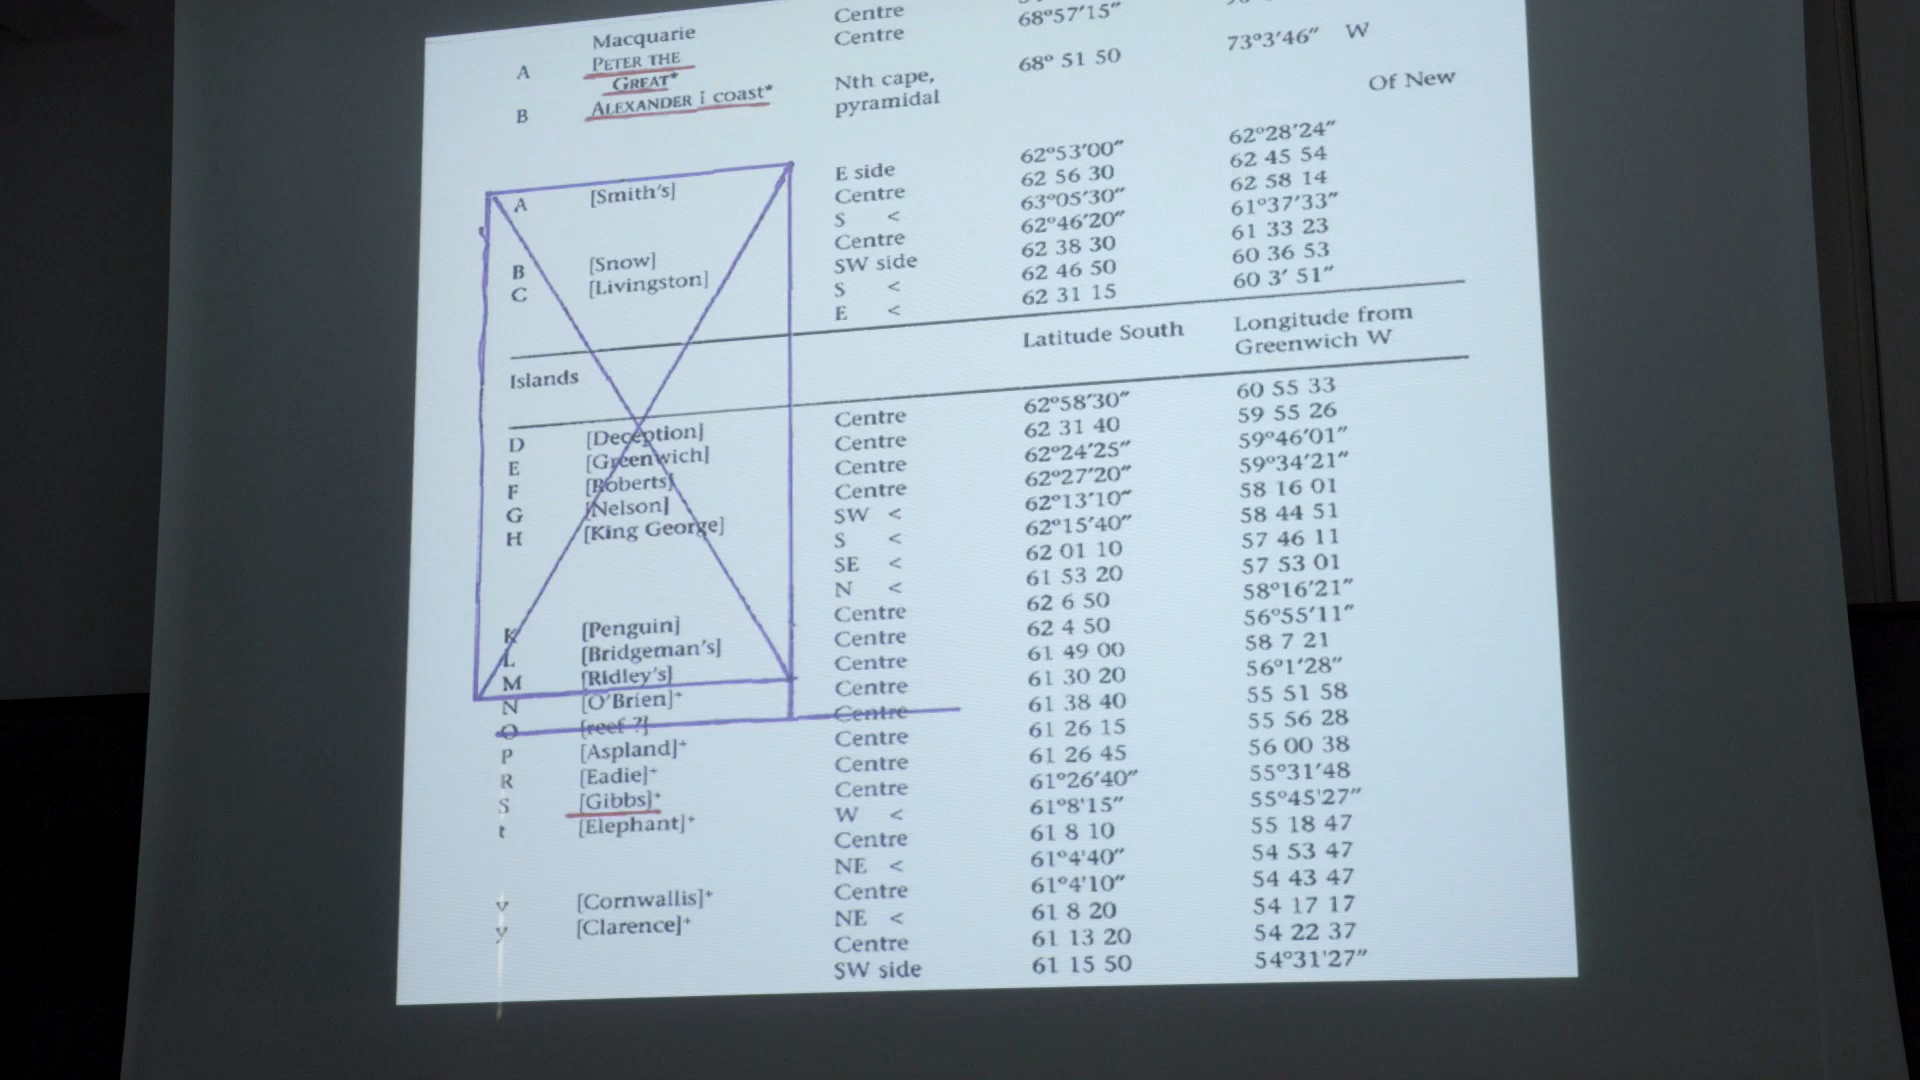 Macquarie Centre
A PETER THE Centre 68°57′15″
GREAT*
B ALEXANDER i coast* Nth cape, 68° 51 50 73°3′46″ W
pyramidal
Of New
A [Smith's] E side 62°53′00″ 62°28′24″
Centre 62 56 30 62 45 54
S < 63°05′30″ 62 58 14
B [Snow] Centre 62°46′20″ 61°37′33″
C [Livingston] SW side 62 38 30 61 33 23
S < 62 46 50 60 36 53
E < 62 31 15 60 3′ 51″
Islands Latitude South Longitude from
Greenwich W
D [Deception] Centre 62°58′30″ 60 55 33
E [Greenwich] Centre 62 31 40 59 55 26
F [Roberts] Centre 62°24′25″ 59°46′01″
G [Nelson] Centre 62°27′20″ 59°34′21″
H [King George] SW < 62°13′10″ 58 16 01
S < 62°15′40″ 58 44 51
SE < 62 01 10 57 46 11
N < 61 53 20 57 53 01
K [Penguin] Centre 62 6 50 58°16′21″
L [Bridgeman's] Centre 62 4 50 56°55′11″
M [Ridley's] Centre 61 49 00 58 7 21
N [O'Brien]+ Centre 61 30 20 56°1′28″
O [reef ?] Centre 61 38 40 55 51 58
P [Aspland]+ Centre 61 26 15 55 56 28
R [Eadie]+ Centre 61 26 45 56 00 38
S [Gibbs]+ Centre 61°26′40″ 55°31′48
t [Elephant]+ W < 61°8'15″ 55°45'27″
Centre 61 8 10 55 18 47
NE < 61°4'40″ 54 53 47
v [Cornwallis]+ Centre 61°4'10″ 54 43 47
y [Clarence]+ NE < 61 8 20 54 17 17
Centre 61 13 20 54 22 37
SW side 61 15 50 54°31'27″